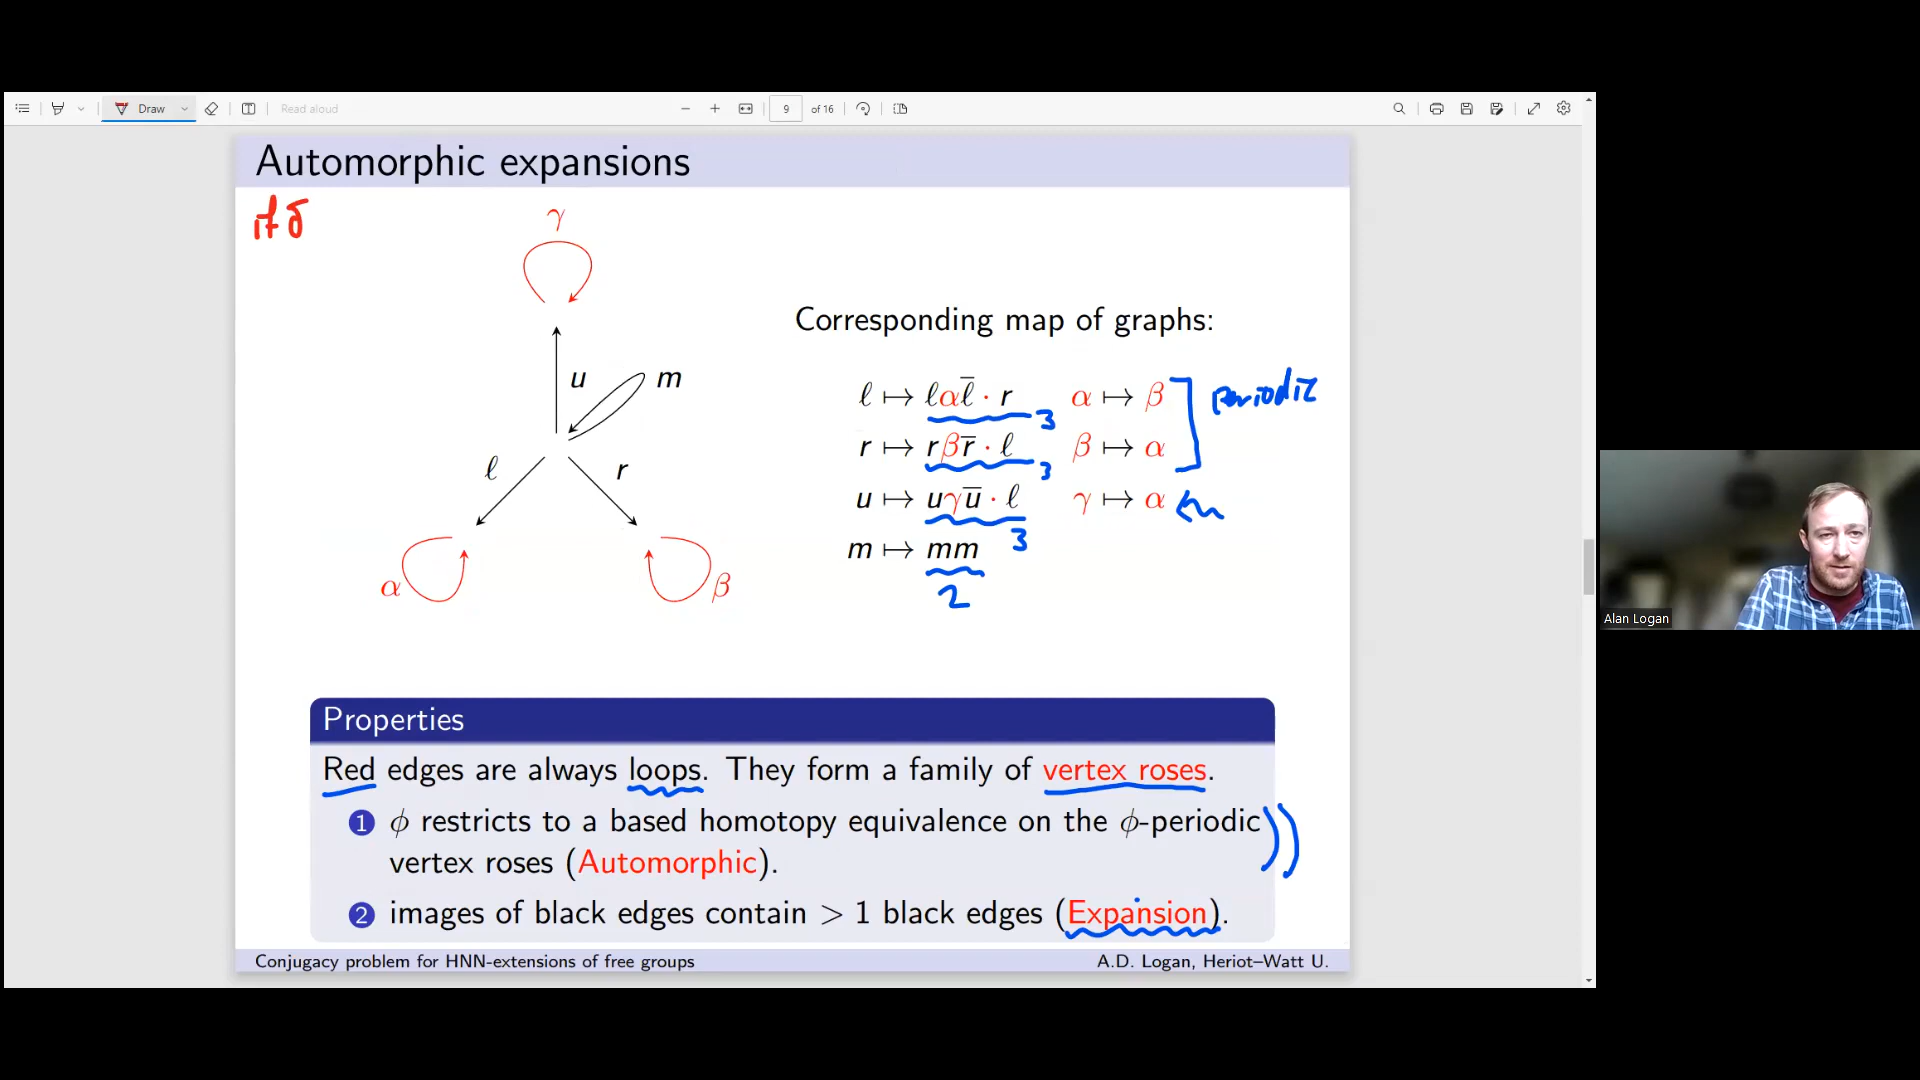 Draw
Read aloud
9 of 16
Automorphic expansions
γ
u m
ℓ r
α β
Corresponding map of graphs:
ℓ ↦ ℓαℓ̅ · r α ↦ β periodic
3
r ↦ rβr̅ · ℓ β ↦ α
3
u ↦ uγu̅ · ℓ γ ↦ α
3
m ↦ mm
2
Properties
Red edges are always loops. They form a family of vertex roses.
1 ϕ restricts to a based homotopy equivalence on the ϕ-periodic
vertex roses (Automorphic).
2 images of black edges contain > 1 black edges (Expansion).
Conjugacy problem for HNN-extensions of free groups A.D. Logan, Heriot–Watt U.
Alan Logan